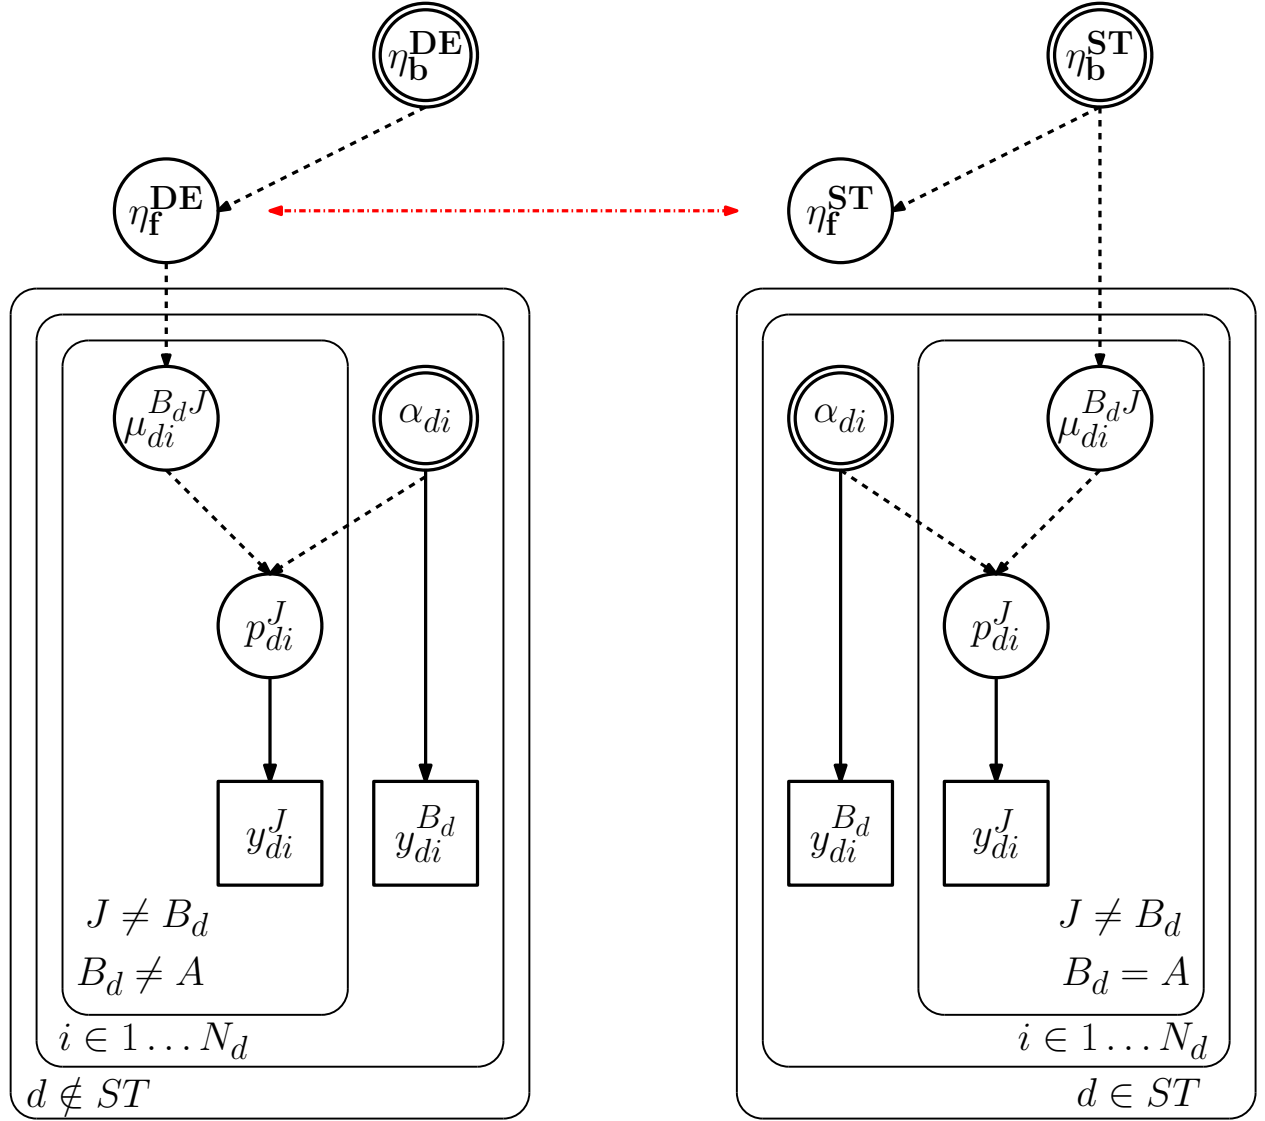 η_b^DE
η_b^ST
η_f^DE
η_f^ST
μ_di^{B_d J}
α_di
α_di
μ_di^{B_d J}
p_di^J
p_di^J
y_di^J
y_di^{B_d}
y_di^{B_d}
y_di^J
J ≠ B_d
B_d ≠ A
i ∈ 1 … N_d
d ∉ ST
J ≠ B_d
B_d = A
i ∈ 1 … N_d
d ∈ ST